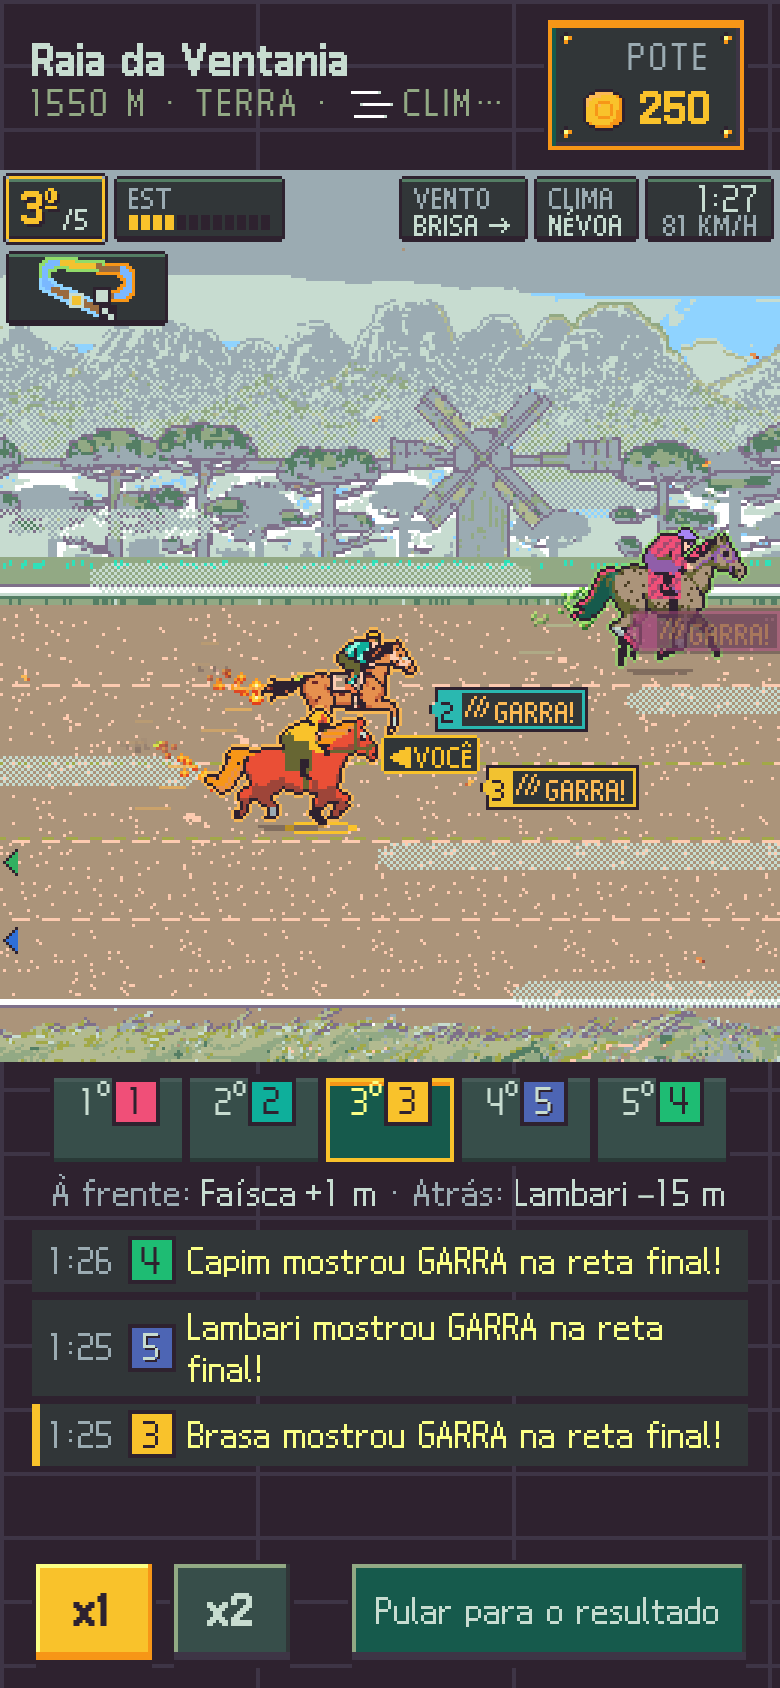 Raia da Ventania
1550 M · TERRA · CLIM...
POTE
250
3º/5
EST
VENTO
BRISA →
CLIMA
NÉVOA
1:27
81 KM/H
GARRA!
2 GARRA!
VOCÊ
3 GARRA!
1º 1
2º 2
3º 3
4º 5
5º 4
À frente: Faísca +1 m · Atrás: Lambari −15 m
1:26 4 Capim mostrou GARRA na reta final!
1:25 5 Lambari mostrou GARRA na reta
final!
1:25 3 Brasa mostrou GARRA na reta final!
x1
x2
Pular para o resultado